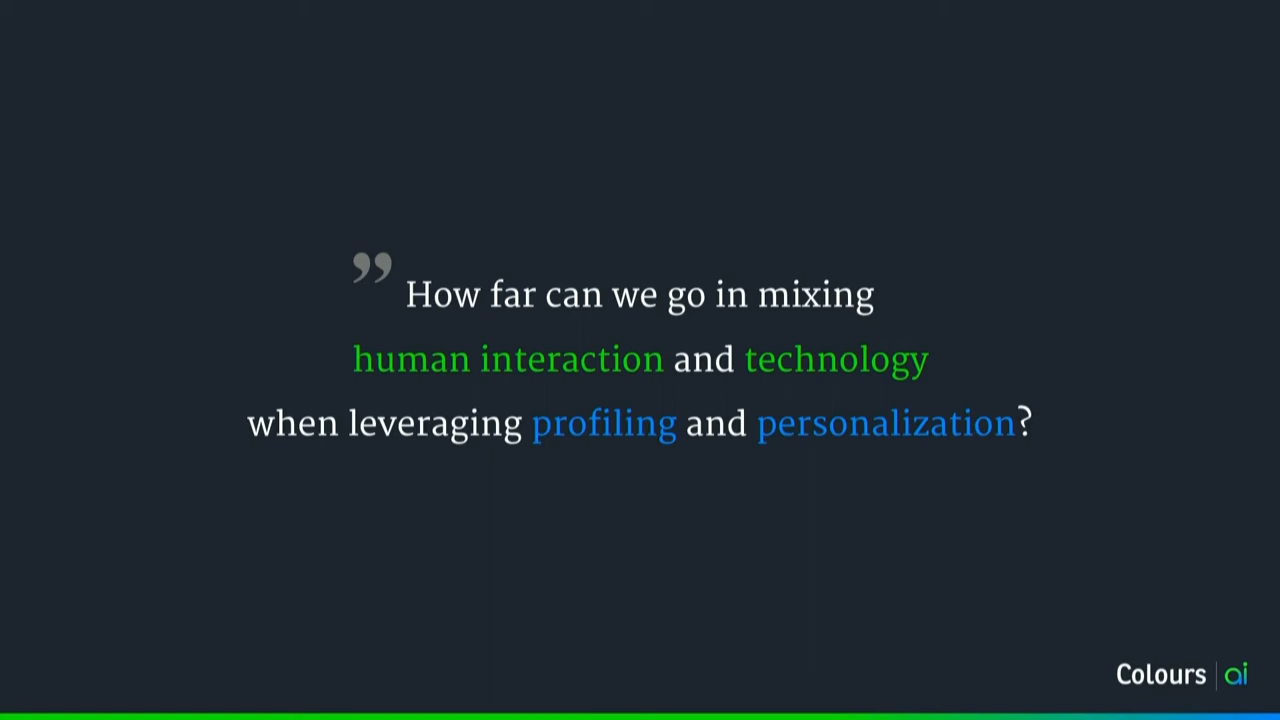 ” How far can we go in mixing
human interaction and technology
when leveraging profiling and personalization?
Colours | ai